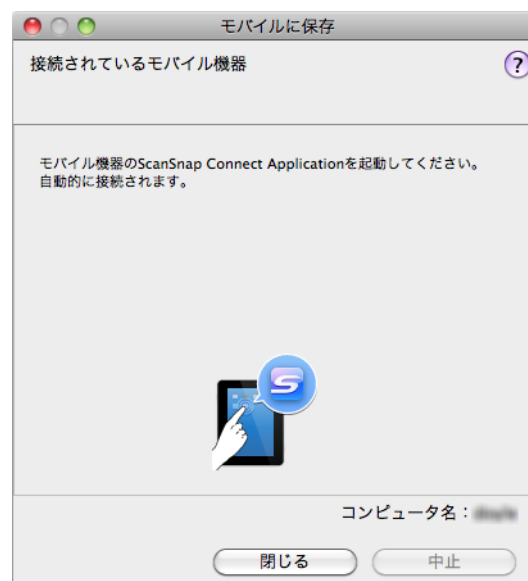 モバイルに保存
接続されているモバイル機器
?
モバイル機器のScanSnap Connect Applicationを起動してください。
自動的に接続されます。
S
コンピュータ名：
閉じる
中止